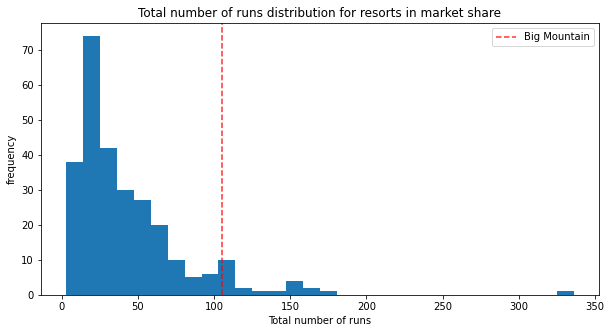 Total number of runs distribution for resorts in market share
Big Mountain
70
60
50
40
30
20
10
0
frequency
0 50 100 150 200 250 300 350
Total number of runs